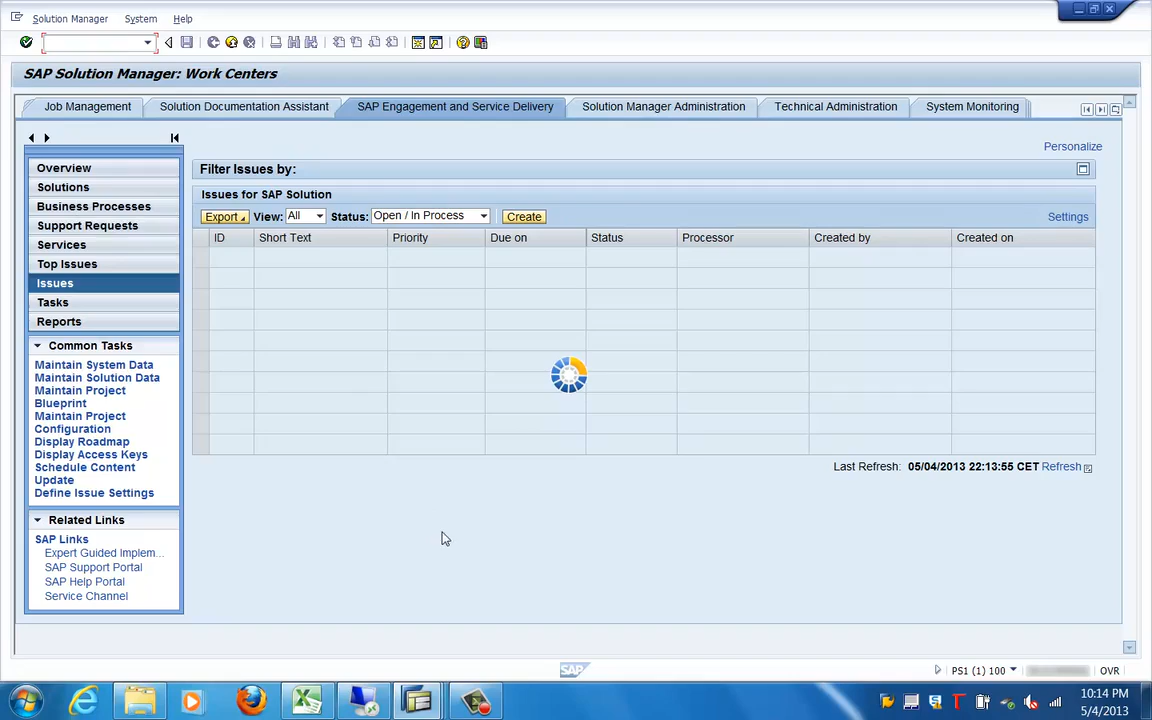 Solution Manager System Help
SAP Solution Manager: Work Centers
Job Management Solution Documentation Assistant SAP Engagement and Service Delivery Solution Manager Administration Technical Administration System Monitoring
Personalize
Overview
Solutions
Business Processes
Support Requests
Services
Top Issues
Issues
Tasks
Reports
Common Tasks
Maintain System Data
Maintain Solution Data
Maintain Project
Blueprint
Maintain Project
Configuration
Display Roadmap
Display Access Keys
Schedule Content
Update
Define Issue Settings
Related Links
SAP Links
Expert Guided Implem...
SAP Support Portal
SAP Help Portal
Service Channel
Filter Issues by:
Issues for SAP Solution
Export View: All Status: Open / In Process Create Settings
ID Short Text Priority Due on Status Processor Created by Created on
Last Refresh: 05/04/2013 22:13:55 CET Refresh
SAP
PS1 (1) 100 OVR
10:14 PM
5/4/2013